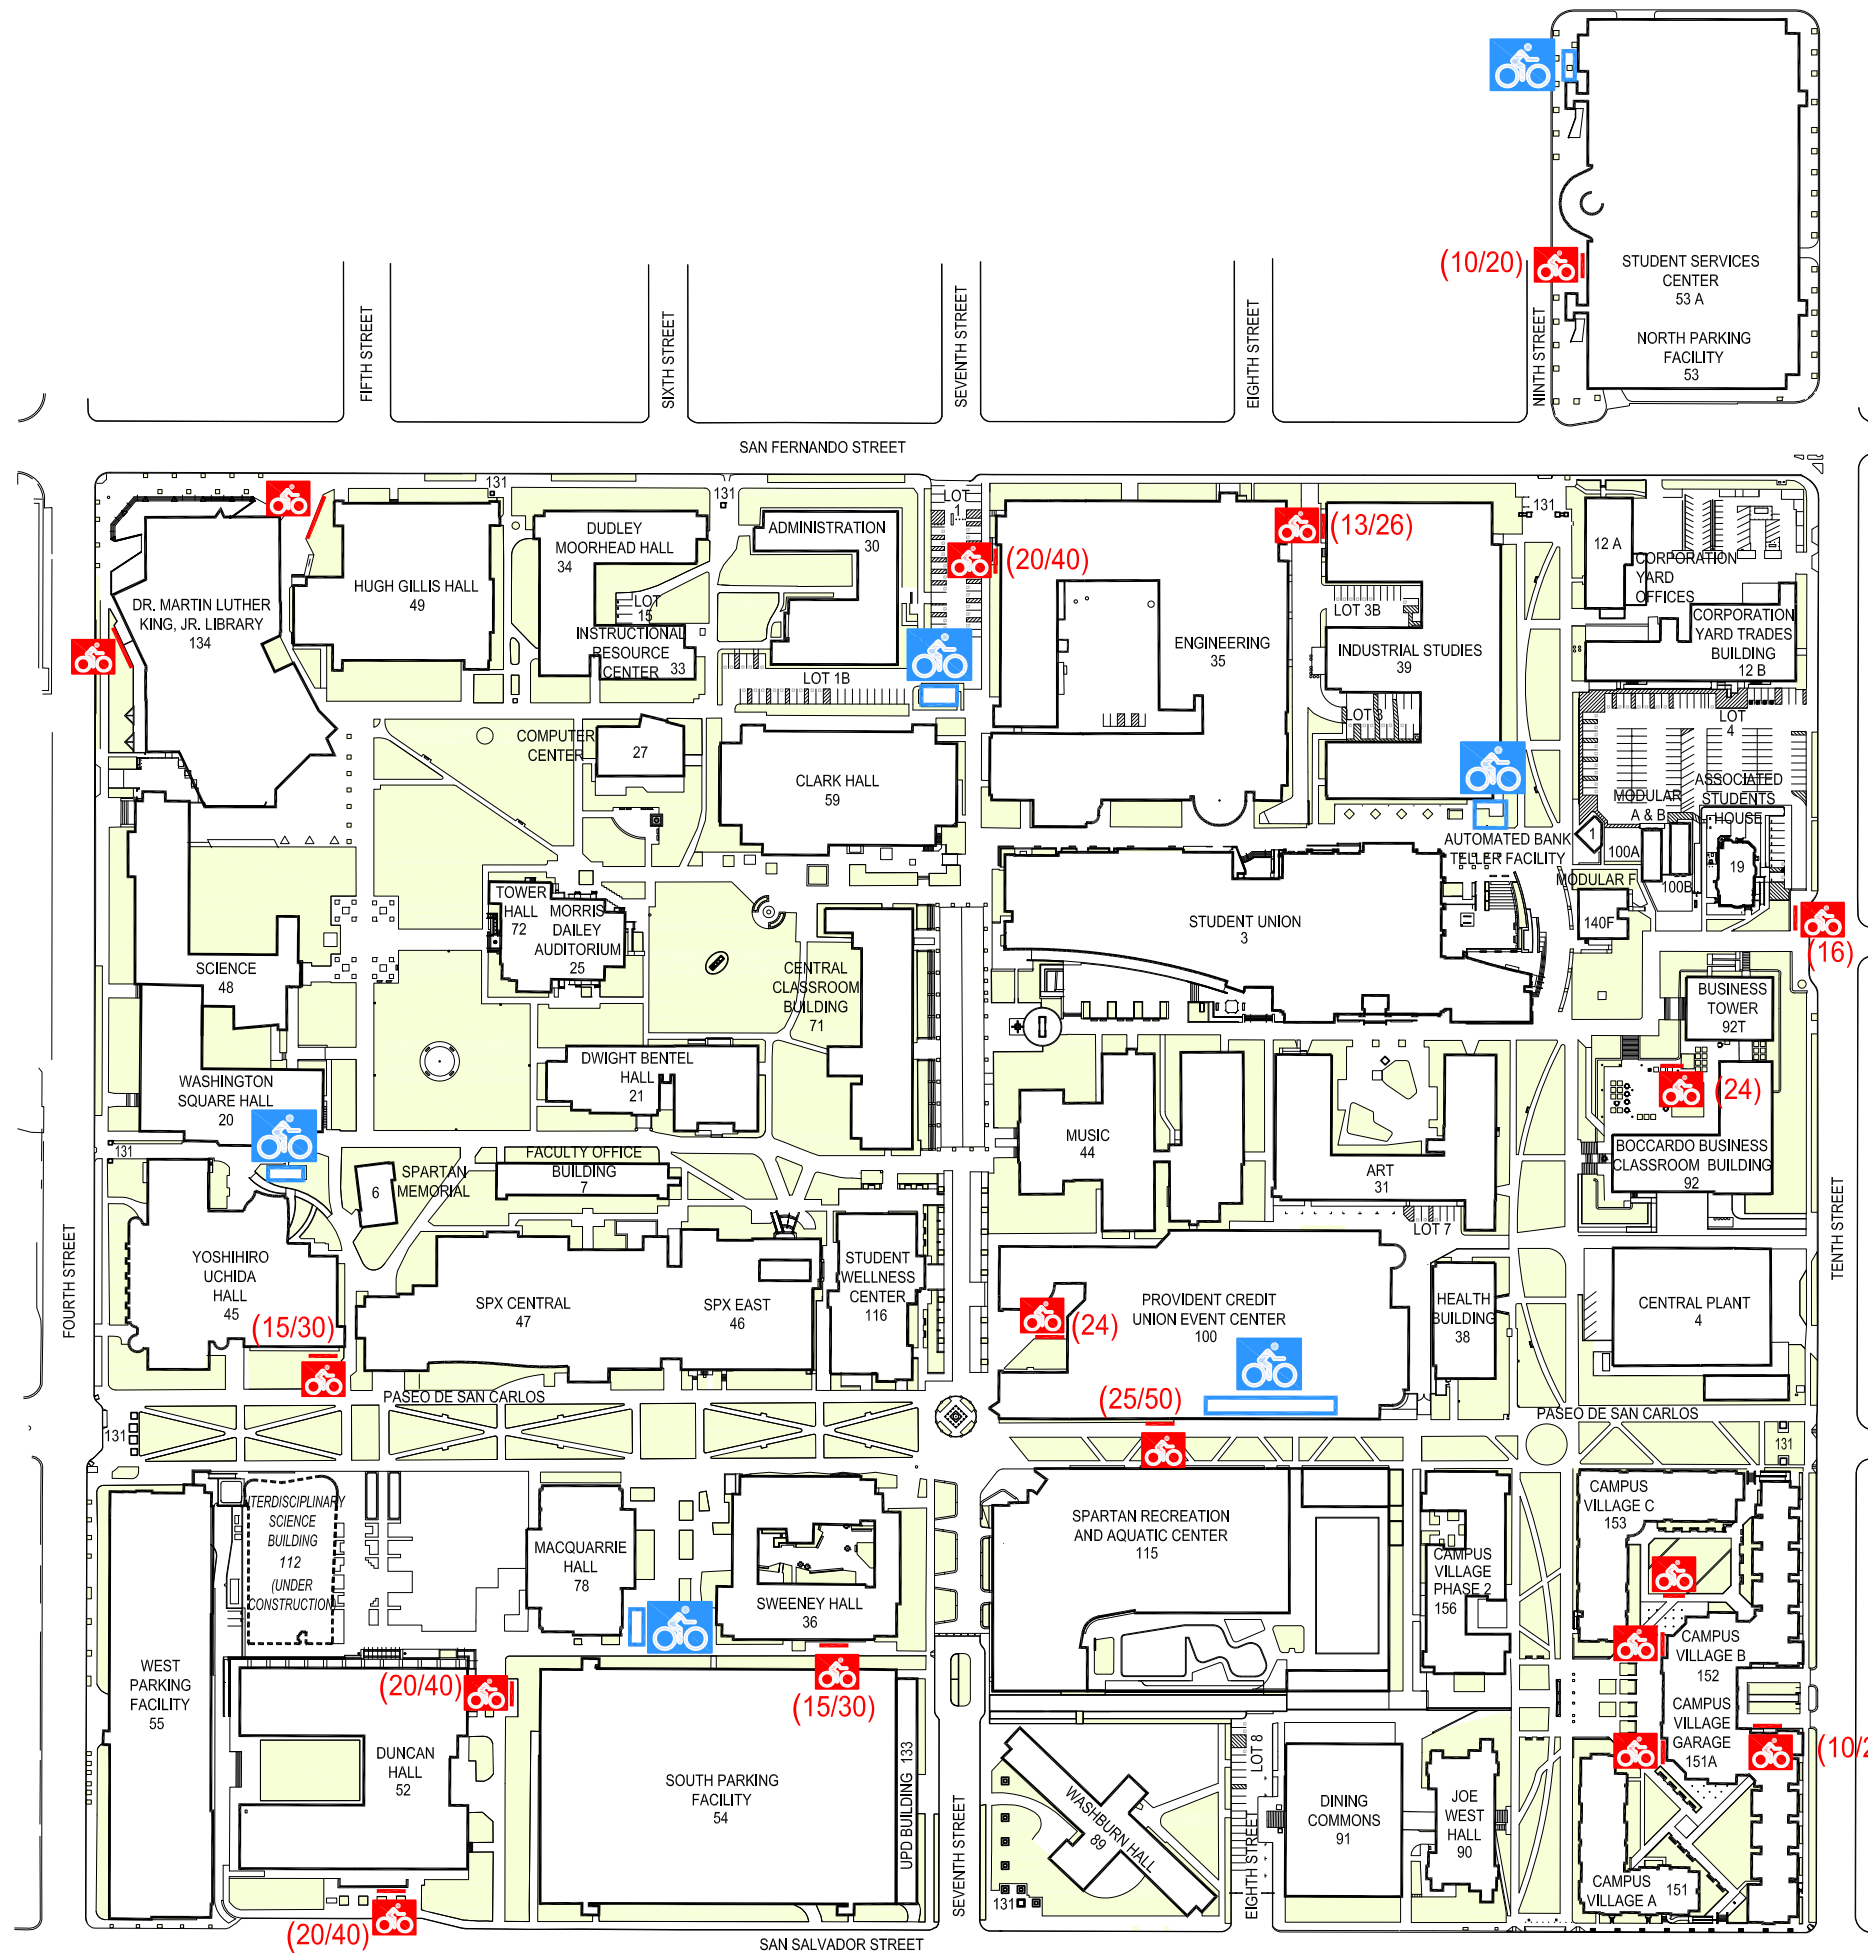 (10/20)
STUDENT SERVICES
CENTER
53 A
NORTH PARKING
FACILITY
53
FIFTH STREET
SIXTH STREET
SEVENTH STREET
EIGHTH STREET
NINTH STREET
SAN FERNANDO STREET
131
131
LOT
1
131
DUDLEY
MOORHEAD HALL
34
ADMINISTRATION
30
(20/40)
(13/26)
12 A
CORPORATION
YARD
OFFICES
HUGH GILLIS HALL
49
DR. MARTIN LUTHER
KING, JR. LIBRARY
134
LOT
15
INSTRUCTIONAL
RESOURCE
CENTER
33
LOT 1B
ENGINEERING
35
LOT 3B
INDUSTRIAL STUDIES
39
LOT 3
CORPORATION
YARD TRADES
BUILDING
12 B
LOT
4
COMPUTER
CENTER
27
CLARK HALL
59
ASSOCIATED
STUDENTS
HOUSE
19
MODULAR
A & B
1
100A
100B
AUTOMATED BANK
TELLER FACILITY
MODULAR F
140F
TOWER
HALL
72
MORRIS
DAILEY
AUDITORIUM
25
STUDENT UNION
3
(16)
SCIENCE
48
CENTRAL
CLASSROOM
BUILDING
71
BUSINESS
TOWER
92T
WASHINGTON
SQUARE HALL
20
DWIGHT BENTEL
HALL
21
(24)
MUSIC
44
ART
31
BOCCARDO BUSINESS
CLASSROOM BUILDING
92
131
FACULTY OFFICE
BUILDING
7
SPARTAN
MEMORIAL
6
LOT 7
FOURTH STREET
TENTH STREET
YOSHIHIRO
UCHIDA
HALL
45
(15/30)
SPX CENTRAL
47
SPX EAST
46
STUDENT
WELLNESS
CENTER
116
(24)
PROVIDENT CREDIT
UNION EVENT CENTER
100
HEALTH
BUILDING
38
CENTRAL PLANT
4
PASEO DE SAN CARLOS
(25/50)
PASEO DE SAN CARLOS
131
131
SCIENCE
BUILDING
112
(UNDER
CONSTRUCTION)
MACQUARRIE
HALL
78
SWEENEY HALL
36
SPARTAN RECREATION
AND AQUATIC CENTER
115
CAMPUS
VILLAGE
PHASE 2
156
CAMPUS
VILLAGE C
153
CAMPUS
VILLAGE B
152
CAMPUS
VILLAGE
GARAGE
151A
(10/2
WEST
PARKING
FACILITY
55
(20/40)
(15/30)
DUNCAN
HALL
52
SOUTH PARKING
FACILITY
54
UPD BUILDING 133
SEVENTH STREET
WASHBURN HALL
89
131
LOT 8
EIGHTH STREET
DINING
COMMONS
91
JOE
WEST
HALL
90
CAMPUS
VILLAGE A
151
(20/40)
SAN SALVADOR STREET